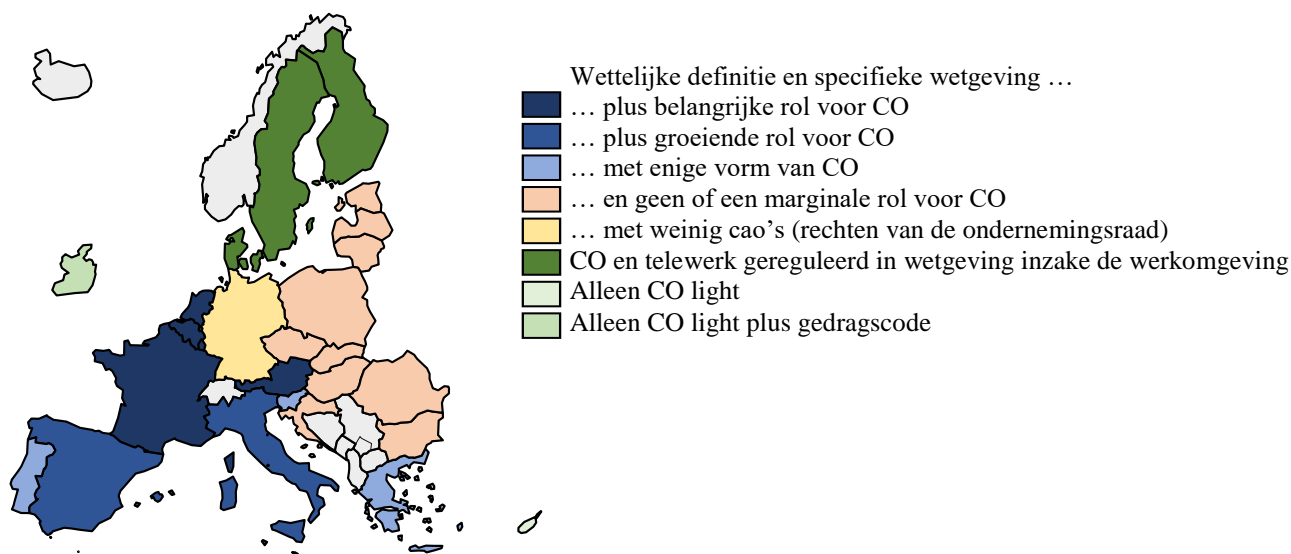 Wettelijke definitie en specifieke wetgeving …
… plus belangrijke rol voor CO
… plus groeiende rol voor CO
… met enige vorm van CO
… en geen of een marginale rol voor CO
… met weinig cao’s (rechten van de ondernemingsraad)
CO en telewerk gereguleerd in wetgeving inzake de werkomgeving
Alleen CO light
Alleen CO light plus gedragscode